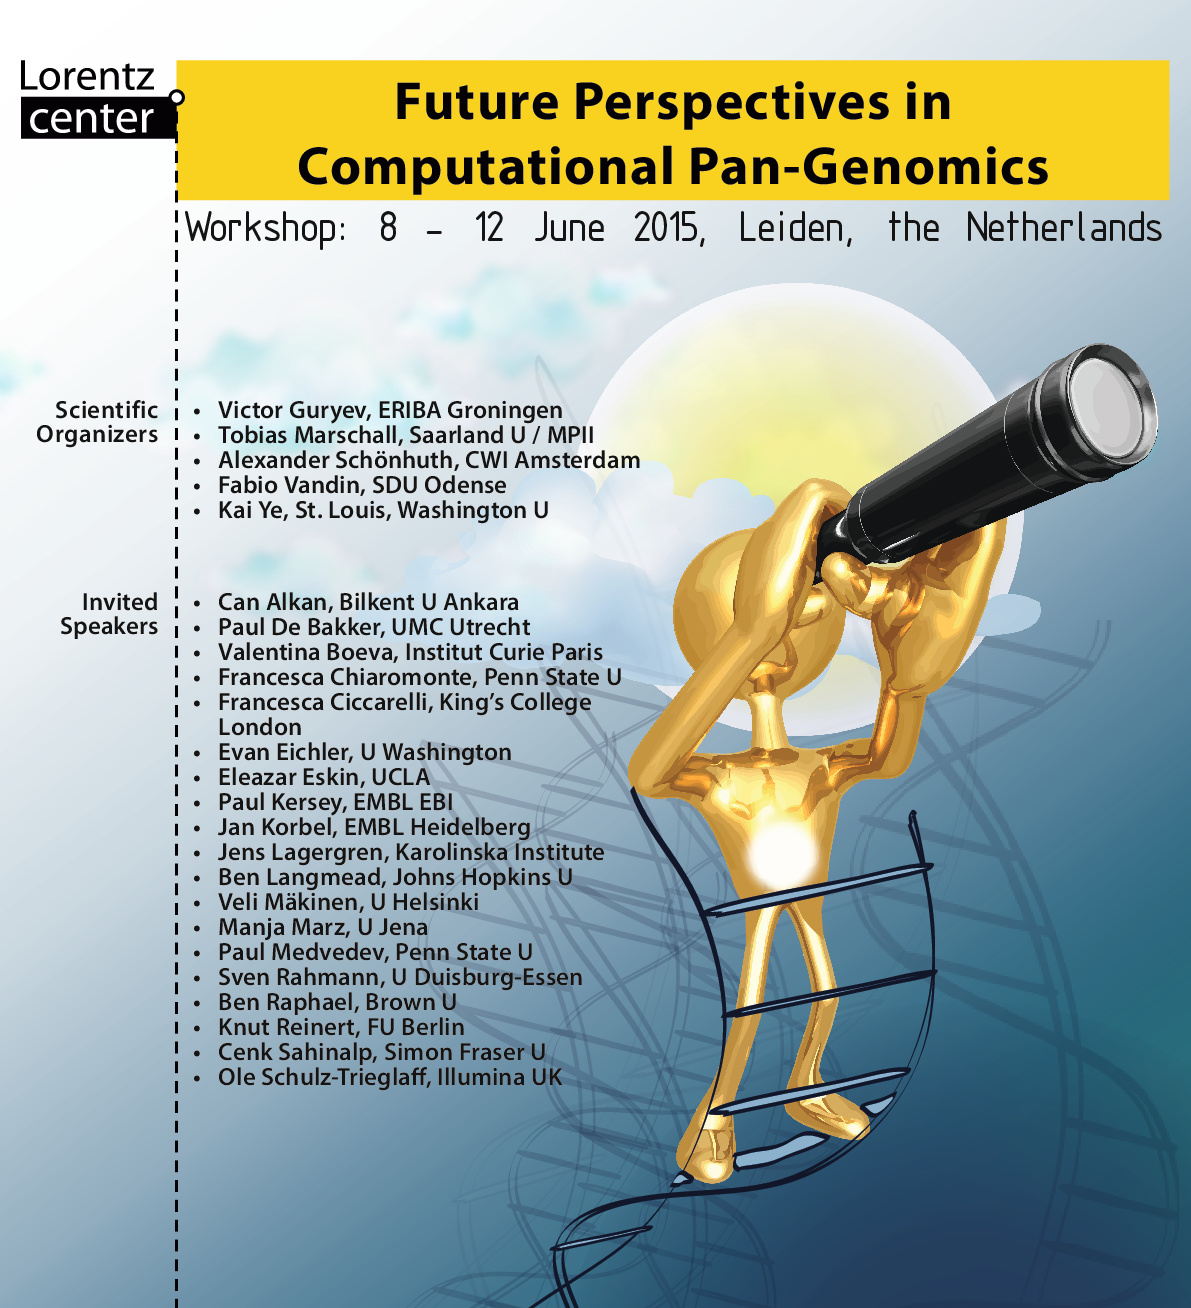 Lorentz
center
Future Perspectives in
Computational Pan-Genomics
Workshop: 8 – 12 June 2015, Leiden, the Netherlands
Scientific
Organizers
• Victor Guryev, ERIBA Groningen
• Tobias Marschall, Saarland U / MPII
• Alexander Schönhuth, CWI Amsterdam
• Fabio Vandin, SDU Odense
• Kai Ye, St. Louis, Washington U
Invited
Speakers
• Can Alkan, Bilkent U Ankara
• Paul De Bakker, UMC Utrecht
• Valentina Boeva, Institut Curie Paris
• Francesca Chiaromonte, Penn State U
• Francesca Ciccarelli, King’s College
London
• Evan Eichler, U Washington
• Eleazar Eskin, UCLA
• Paul Kersey, EMBL EBI
• Jan Korbel, EMBL Heidelberg
• Jens Lagergren, Karolinska Institute
• Ben Langmead, Johns Hopkins U
• Veli Mäkinen, U Helsinki
• Manja Marz, U Jena
• Paul Medvedev, Penn State U
• Sven Rahmann, U Duisburg-Essen
• Ben Raphael, Brown U
• Knut Reinert, FU Berlin
• Cenk Sahinalp, Simon Fraser U
• Ole Schulz-Trieglaff, Illumina UK